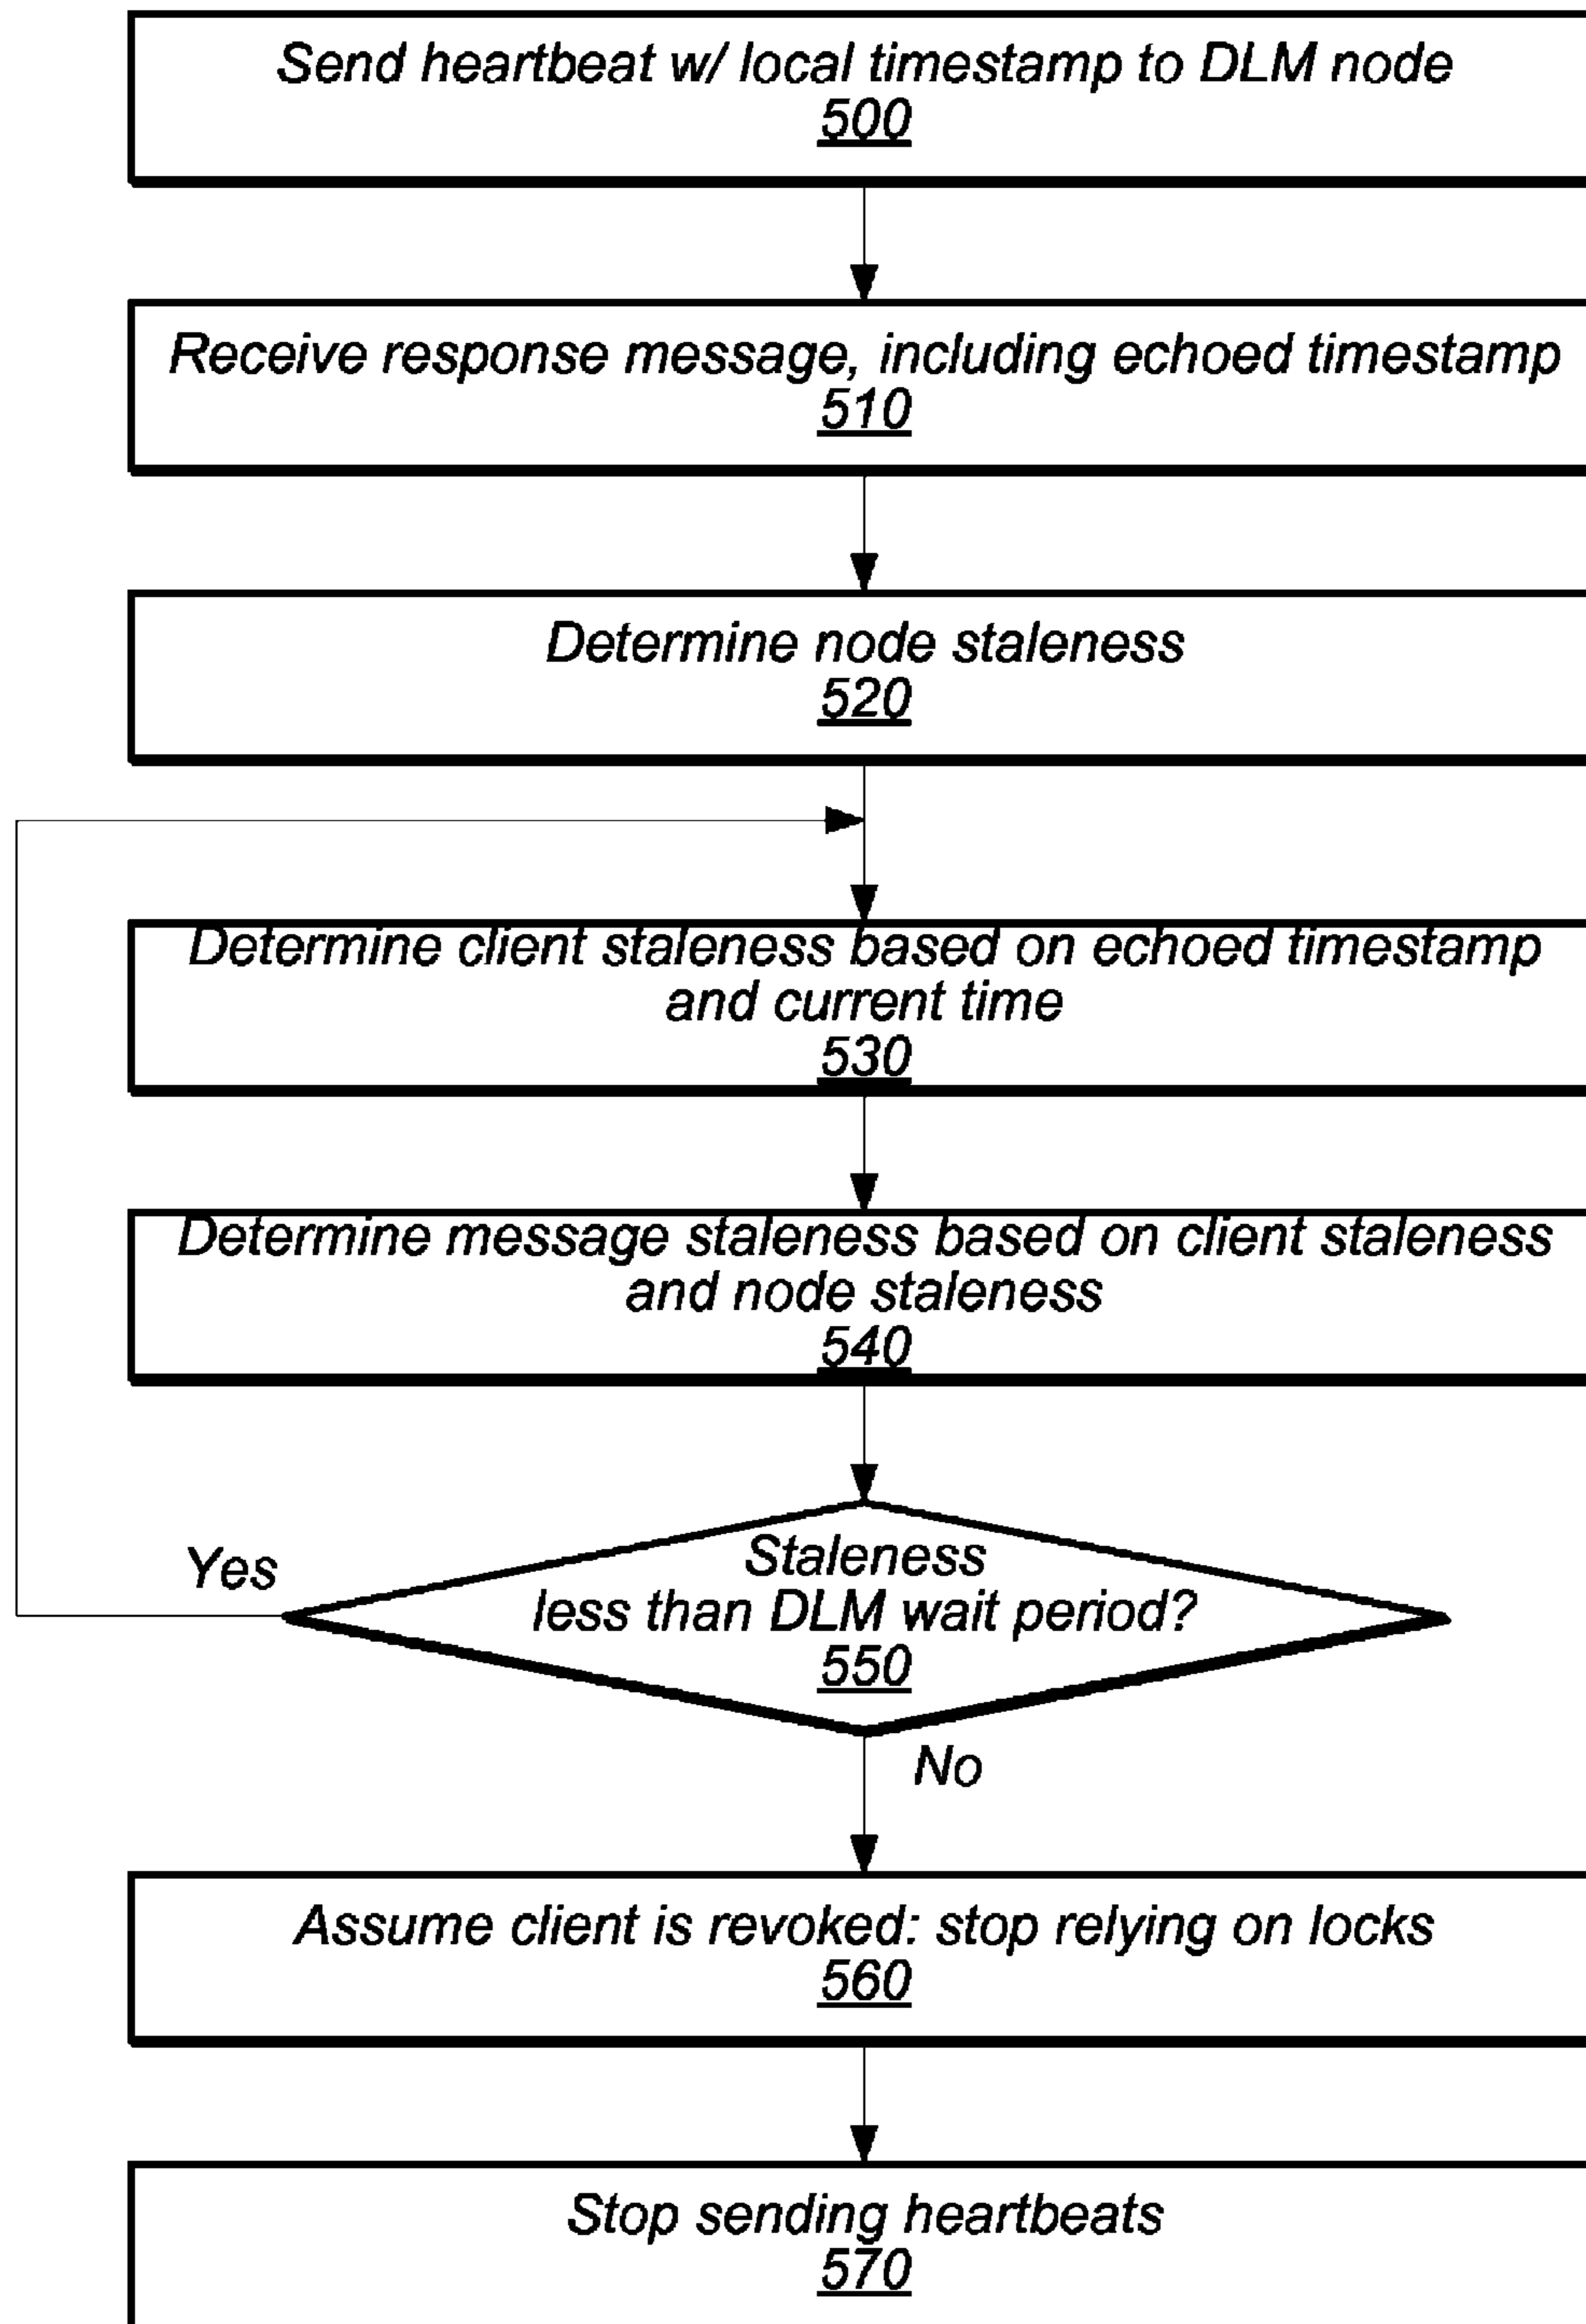 Send heartbeat w/ local timestamp to DLM node
500
Receive response message, including echoed timestamp
510
Determine node staleness
520
Determine client staleness based on echoed timestamp
and current time
530
Determine message staleness based on client staleness
and node staleness
540
Staleness
less than DLM wait period?
550
Yes
No
Assume client is revoked: stop relying on locks
560
Stop sending heartbeats
570